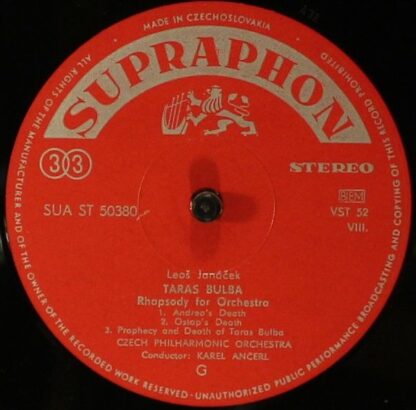 MADE IN CZECHOSLOVAKIA
ALL RIGHTS OF THE MANUFACTURER AND OF THE OWNER OF THE RECORDED WORK RESERVED - UNAUTHORIZED PUBLIC PERFORMANCE BROADCASTING AND COPYING OF THIS RECORD PROHIBITED
SUPRAPHON
33
STEREO
SUA ST 50380
VST 52
VIII.
Leoš Janáček
TARAS BULBA
Rhapsody for Orchestra
1. Andrea's Death
2. Ostap's Death
3. Prophecy and Death of Taras Bulba
CZECH PHILHARMONIC ORCHESTRA
Conductor: KAREL ANČERL
G